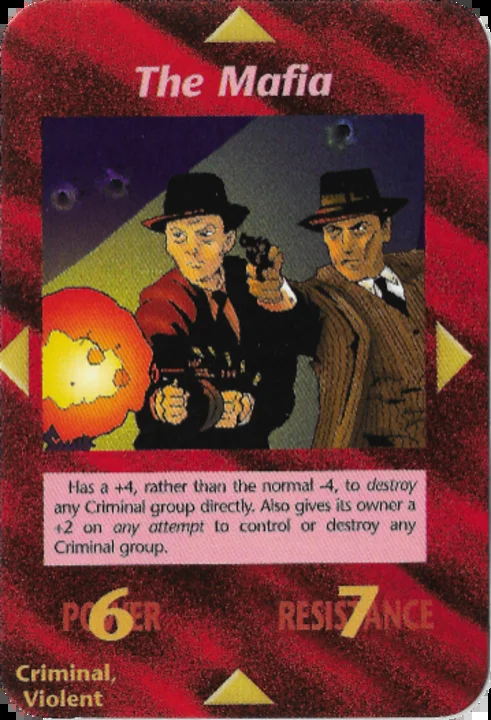 The Mafia
Has a +4, rather than the normal -4, to destroy
any Criminal group directly. Also gives its owner a
+2 on any attempt to control or destroy any
Criminal group.
POWER 6 RESISTANCE 7
Criminal,
Violent